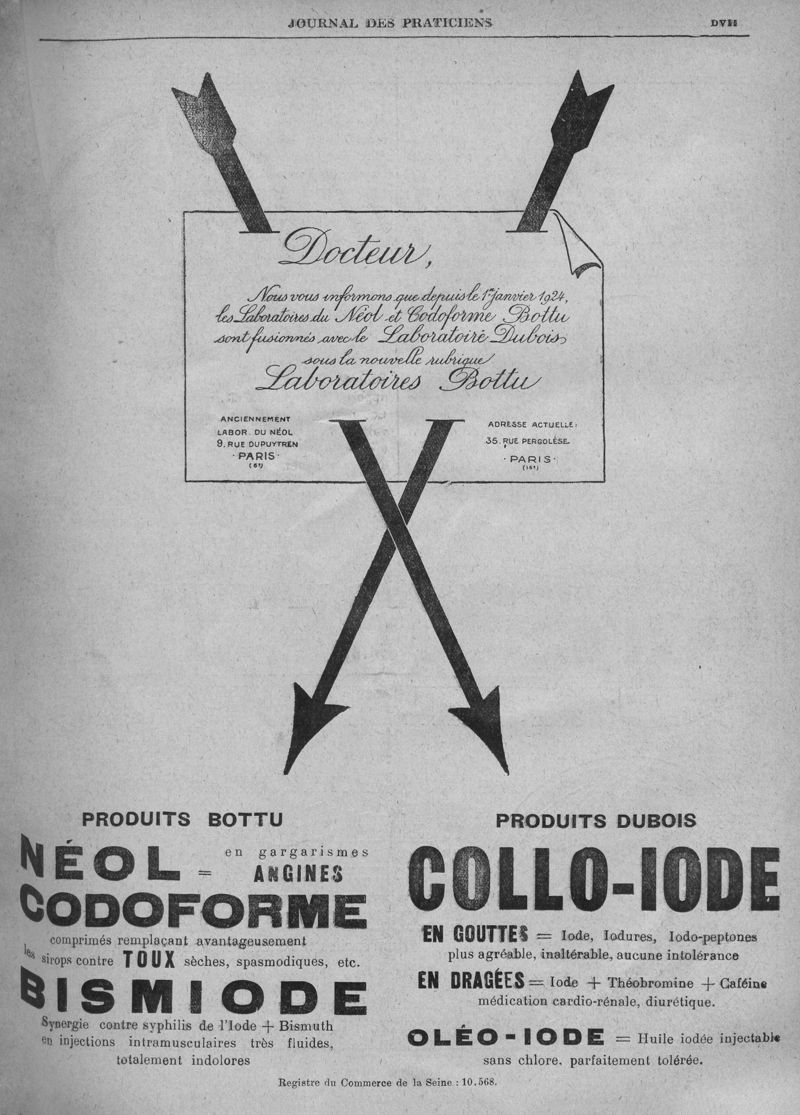 JOURNAL DES PRATICIENS
DVII
Docteur,
Nous vous informons que depuis le 1er janvier 1924,
les Laboratoires du Néol et Codoforme Bottu
sont fusionnés avec le Laboratoire Dubois
sous la nouvelle rubrique
Laboratoires Bottu
ANCIENNEMENT
LABOR. DU NÉOL
9. RUE DUPUYTREN
· PARIS ·
(6e)
ADRESSE ACTUELLE:
35. RUE PERGOLÈSE.
· PARIS ·
(16e)
PRODUITS BOTTU
NÉOL = en gargarismes
ANGINES
CODOFORME
comprimés remplaçant avantageusement
les sirops contre TOUX sèches, spasmodiques, etc.
BISMIODE
Synergie contre syphilis de l'Iode + Bismuth
en injections intramusculaires très fluides,
totalement indolores
PRODUITS DUBOIS
COLLO-IODE
EN GOUTTES = Iode, Iodures, Iodo-peptones
plus agréable, inaltérable, aucune intolérance
EN DRAGÉES = Iode + Théobromine + Caféine
médication cardio-rénale, diurétique.
OLÉO-IODE = Huile iodée injectable
sans chlore, parfaitement tolérée.
Registre du Commerce de la Seine : 10.568.